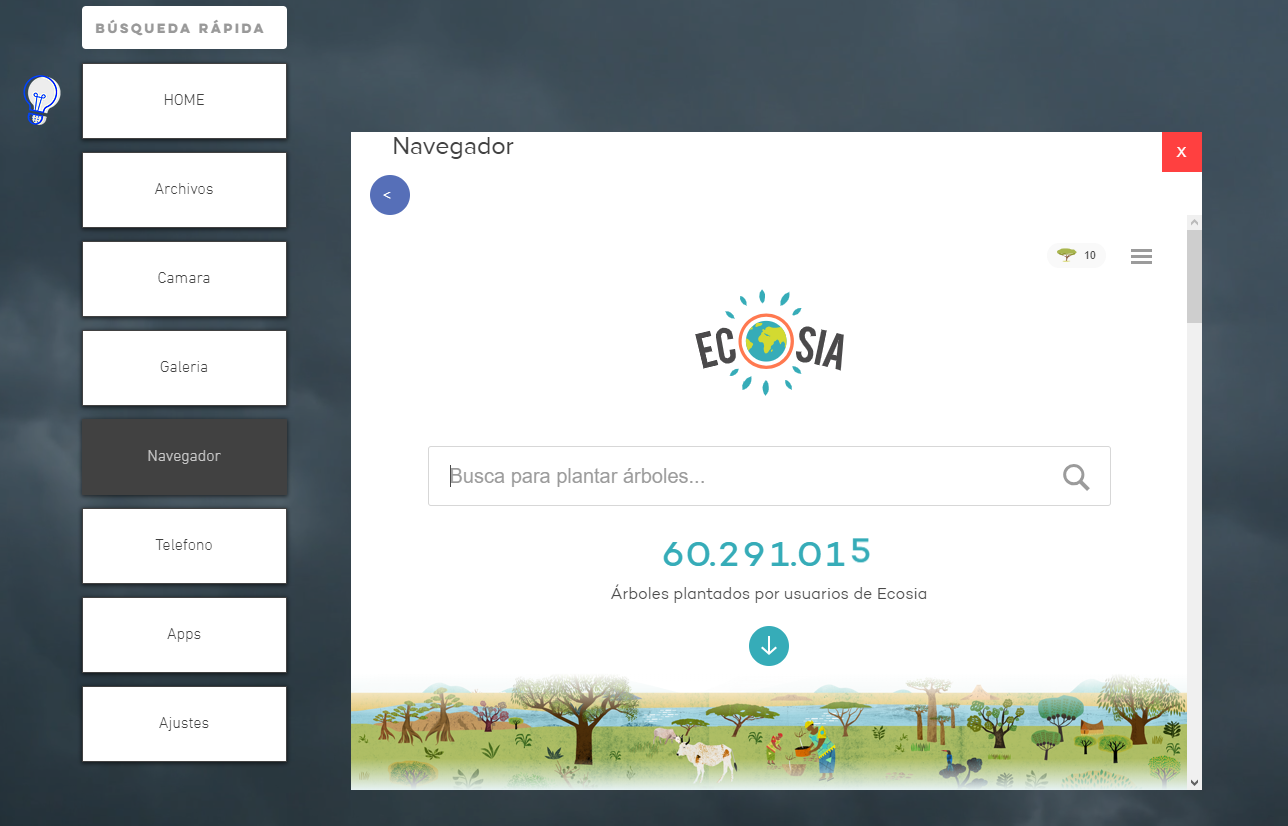 BÚSQUEDA RÁPIDA
HOME
Archivos
Camara
Galeria
Navegador
Telefono
Apps
Ajustes
Navegador
X
<
10
ECOSIA
Busca para plantar árboles...
60.291.015
Árboles plantados por usuarios de Ecosia